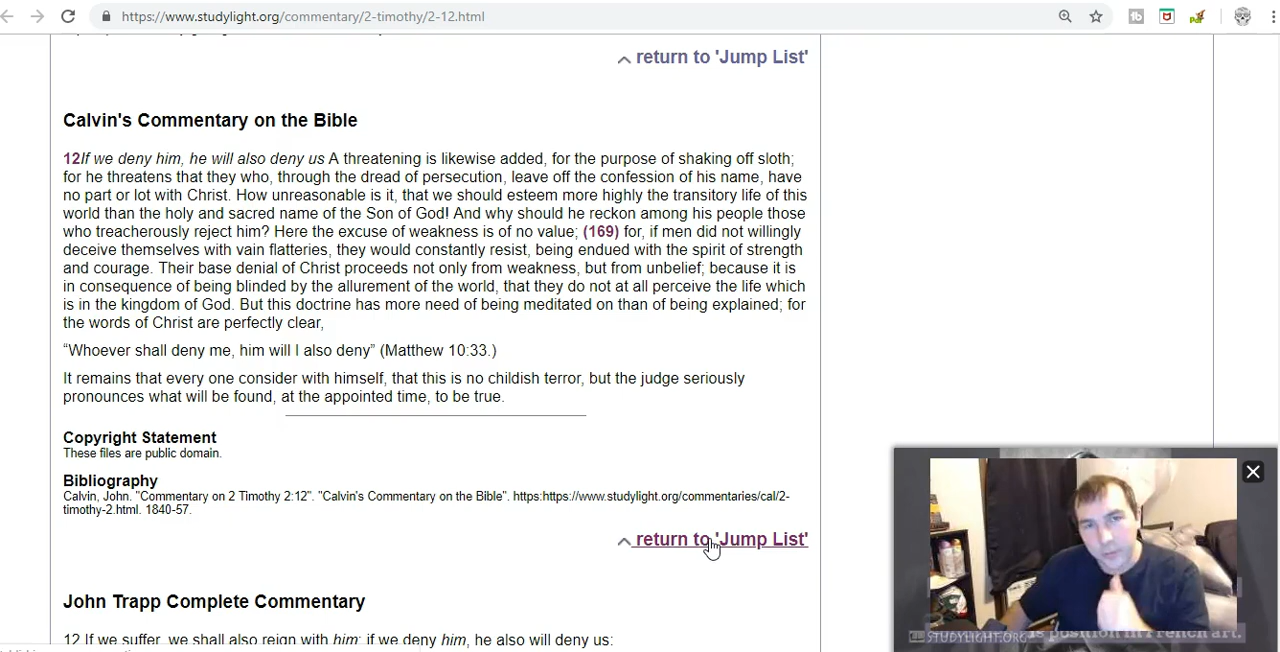 https://www.studylight.org/commentary/2-timothy/2-12.html
return to 'Jump List'
Calvin's Commentary on the Bible
12If we deny him, he will also deny us A threatening is likewise added, for the purpose of shaking off sloth;
for he threatens that they who, through the dread of persecution, leave off the confession of his name, have
no part or lot with Christ. How unreasonable is it, that we should esteem more highly the transitory life of this
world than the holy and sacred name of the Son of God! And why should he reckon among his people those
who treacherously reject him? Here the excuse of weakness is of no value; (169) for, if men did not willingly
deceive themselves with vain flatteries, they would constantly resist, being endued with the spirit of strength
and courage. Their base denial of Christ proceeds not only from weakness, but from unbelief; because it is
in consequence of being blinded by the allurement of the world, that they do not at all perceive the life which
is in the kingdom of God. But this doctrine has more need of being meditated on than of being explained; for
the words of Christ are perfectly clear,
“Whoever shall deny me, him will I also deny” (Matthew 10:33.)
It remains that every one consider with himself, that this is no childish terror, but the judge seriously
pronounces what will be found, at the appointed time, to be true.
Copyright Statement
These files are public domain.
Bibliography
Calvin, John. "Commentary on 2 Timothy 2:12". "Calvin's Commentary on the Bible". https:https://www.studylight.org/commentaries/cal/2-
timothy-2.html. 1840-57.
return to 'Jump List'
John Trapp Complete Commentary
12 If we suffer, we shall also reign with him: if we deny him, he also will deny us:
is position in French art.
STUDYLIGHT.ORG